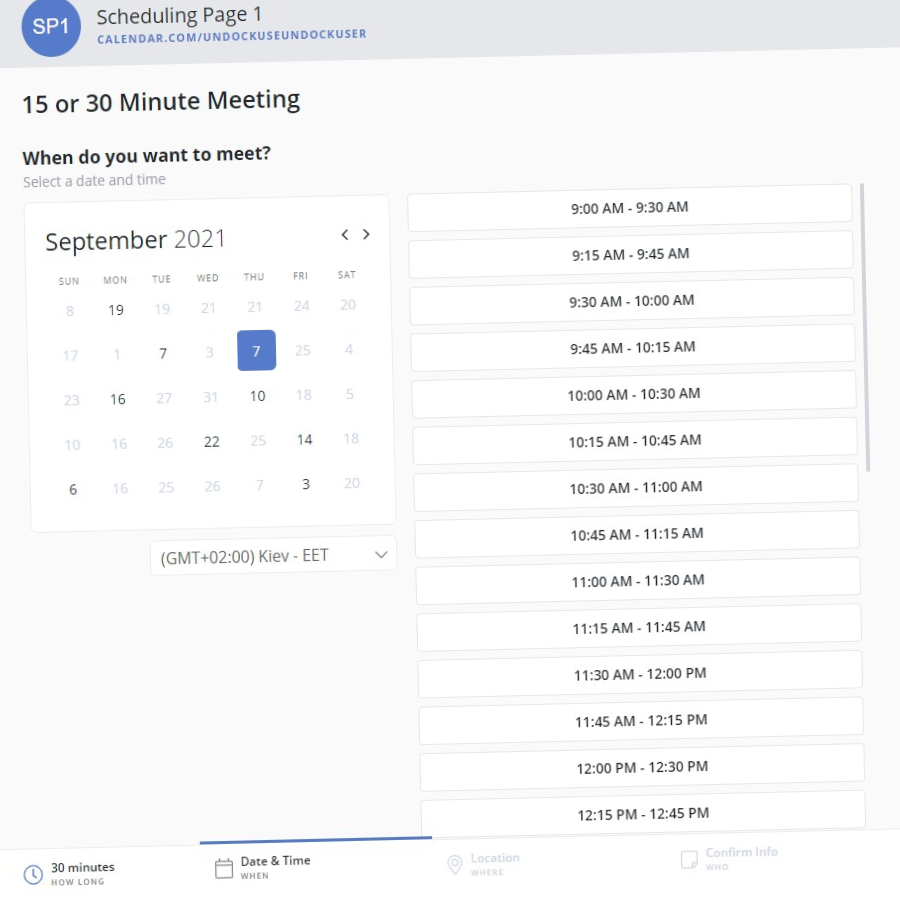 SP1
Scheduling Page 1
CALENDAR.COM/UNDOCKUSEUNDOCKUSER
15 or 30 Minute Meeting
When do you want to meet?
Select a date and time
September 2021
SUN MON TUE WED THU FRI SAT
8 19 19 21 21 24 20
17 1 7 3 7 25 4
23 16 27 31 10 18 5
10 16 26 22 25 14 18
6 16 25 26 7 3 20
(GMT+02:00) Kiev - EET
9:00 AM - 9:30 AM
9:15 AM - 9:45 AM
9:30 AM - 10:00 AM
9:45 AM - 10:15 AM
10:00 AM - 10:30 AM
10:15 AM - 10:45 AM
10:30 AM - 11:00 AM
10:45 AM - 11:15 AM
11:00 AM - 11:30 AM
11:15 AM - 11:45 AM
11:30 AM - 12:00 PM
11:45 AM - 12:15 PM
12:00 PM - 12:30 PM
12:15 PM - 12:45 PM
30 minutes
HOW LONG
Date & Time
WHEN
Location
WHERE
Confirm Info
WHO